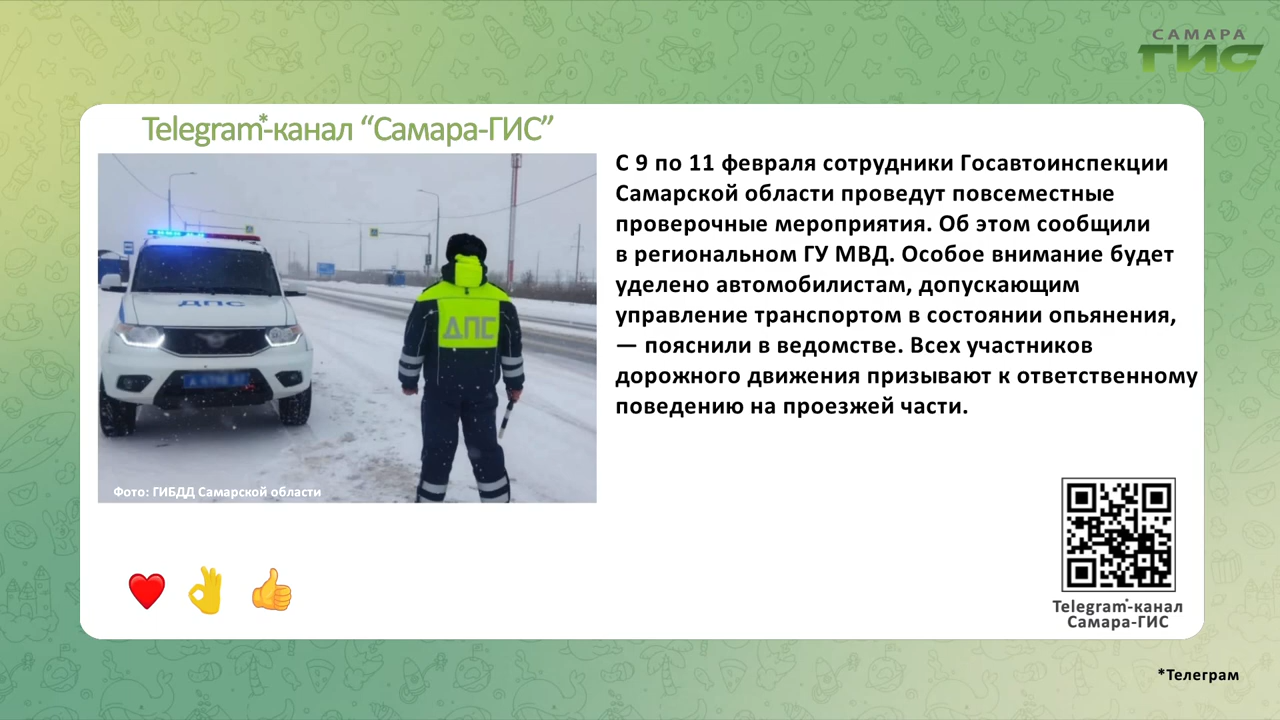 САМАРА
ГИС
Telegram*-канал “Самара-ГИС”
С 9 по 11 февраля сотрудники Госавтоинспекции
Самарской области проведут повсеместные
проверочные мероприятия. Об этом сообщили
в региональном ГУ МВД. Особое внимание будет
уделено автомобилистам, допускающим
управление транспортом в состоянии опьянения,
— пояснили в ведомстве. Всех участников
дорожного движения призывают к ответственному
поведению на проезжей части.
ДПС
ДПС
Фото: ГИБДД Самарской области
Telegram*-канал
Самара-ГИС
*Телеграм